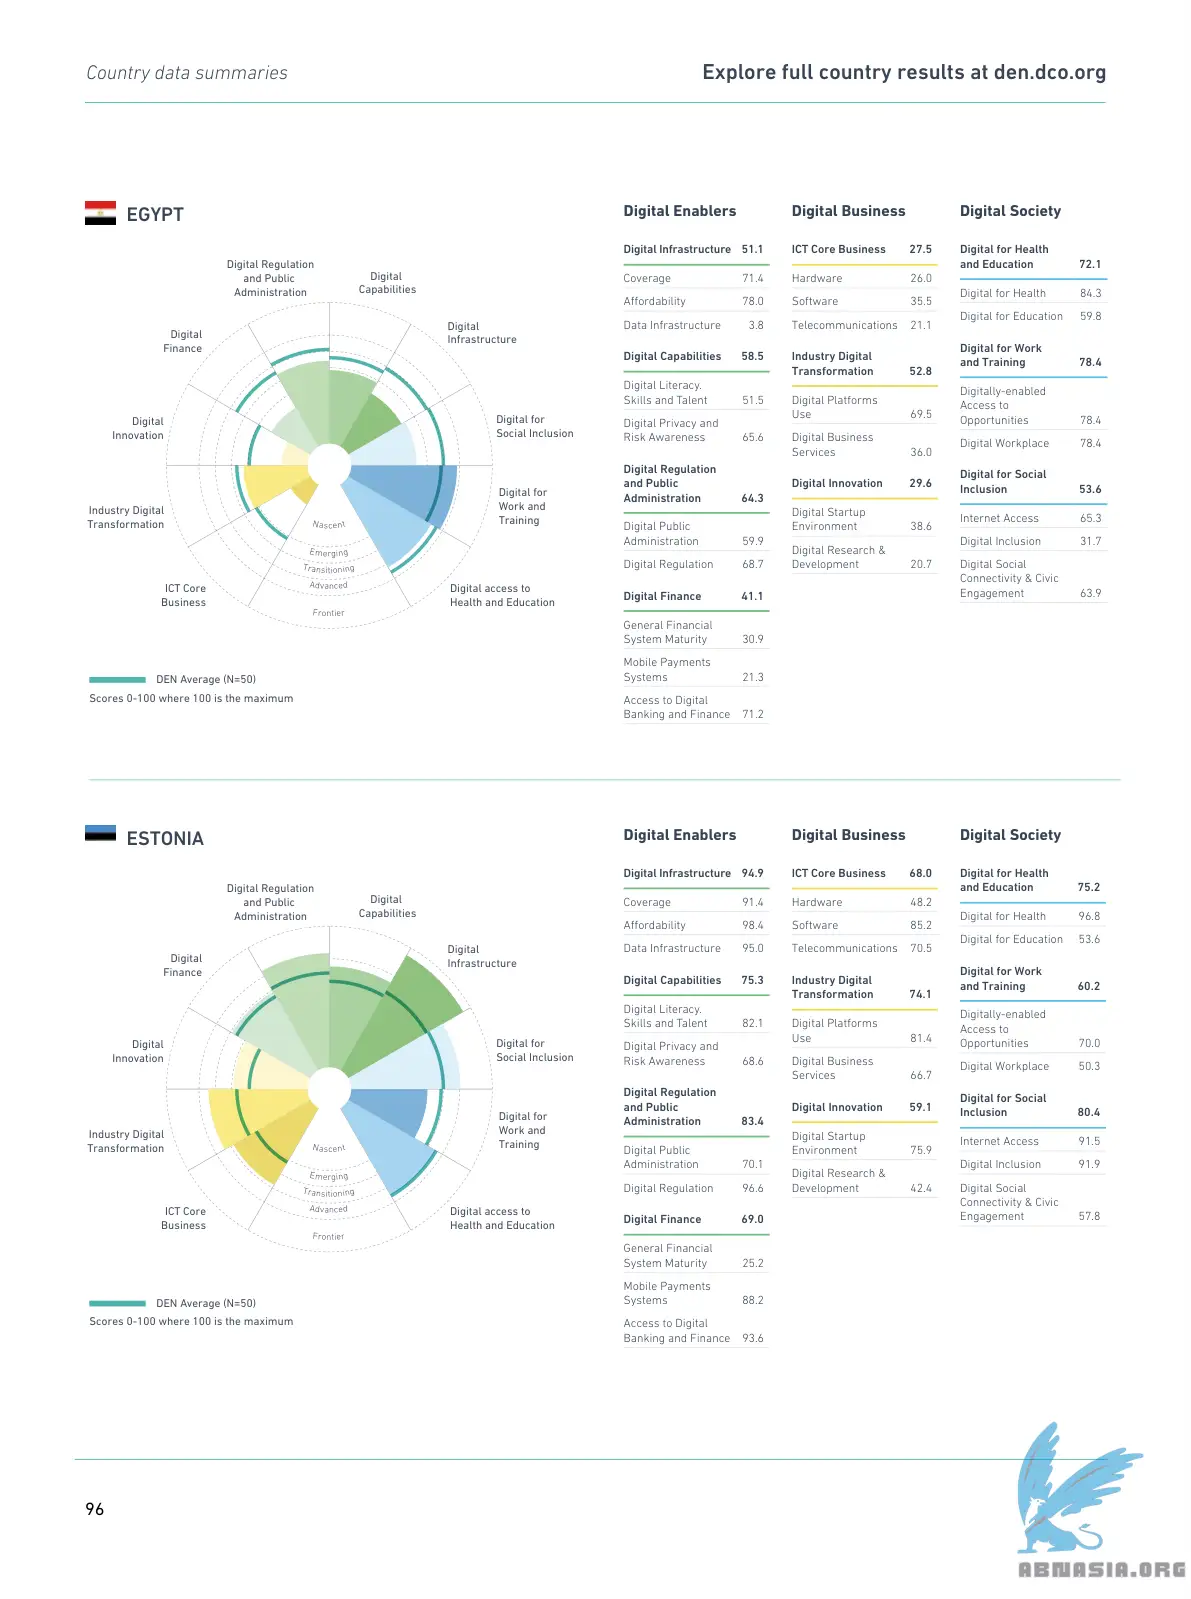 Country data summaries
Explore full country results at den.dco.org
EGYPT
Digital Regulation
and Public
Administration
Digital
Capabilities
Digital
Finance
Digital
Infrastructure
Digital
Innovation
Digital for
Social Inclusion
Industry Digital
Transformation
Digital for
Work and
Training
ICT Core
Business
Digital access to
Health and Education
Nascent
Emerging
Transitioning
Advanced
Frontier
DEN Average (N=50)
Scores 0-100 where 100 is the maximum
Digital Enablers
Digital Infrastructure 51.1
Coverage 71.4
Affordability 78.0
Data Infrastructure 3.8
Digital Capabilities 58.5
Digital Literacy.
Skills and Talent 51.5
Digital Privacy and
Risk Awareness 65.6
Digital Regulation
and Public
Administration 64.3
Digital Public
Administration 59.9
Digital Regulation 68.7
Digital Finance 41.1
General Financial
System Maturity 30.9
Mobile Payments
Systems 21.3
Access to Digital
Banking and Finance 71.2
Digital Business
ICT Core Business 27.5
Hardware 26.0
Software 35.5
Telecommunications 21.1
Industry Digital
Transformation 52.8
Digital Platforms
Use 69.5
Digital Business
Services 36.0
Digital Innovation 29.6
Digital Startup
Environment 38.6
Digital Research &
Development 20.7
Digital Society
Digital for Health
and Education 72.1
Digital for Health 84.3
Digital for Education 59.8
Digital for Work
and Training 78.4
Digitally-enabled
Access to
Opportunities 78.4
Digital Workplace 78.4
Digital for Social
Inclusion 53.6
Internet Access 65.3
Digital Inclusion 31.7
Digital Social
Connectivity & Civic
Engagement 63.9
ESTONIA
Digital Regulation
and Public
Administration
Digital
Capabilities
Digital
Finance
Digital
Infrastructure
Digital
Innovation
Digital for
Social Inclusion
Industry Digital
Transformation
Digital for
Work and
Training
ICT Core
Business
Digital access to
Health and Education
Nascent
Emerging
Transitioning
Advanced
Frontier
DEN Average (N=50)
Scores 0-100 where 100 is the maximum
Digital Enablers
Digital Infrastructure 94.9
Coverage 91.4
Affordability 98.4
Data Infrastructure 95.0
Digital Capabilities 75.3
Digital Literacy.
Skills and Talent 82.1
Digital Privacy and
Risk Awareness 68.6
Digital Regulation
and Public
Administration 83.4
Digital Public
Administration 70.1
Digital Regulation 96.6
Digital Finance 69.0
General Financial
System Maturity 25.2
Mobile Payments
Systems 88.2
Access to Digital
Banking and Finance 93.6
Digital Business
ICT Core Business 68.0
Hardware 48.2
Software 85.2
Telecommunications 70.5
Industry Digital
Transformation 74.1
Digital Platforms
Use 81.4
Digital Business
Services 66.7
Digital Innovation 59.1
Digital Startup
Environment 75.9
Digital Research &
Development 42.4
Digital Society
Digital for Health
and Education 75.2
Digital for Health 96.8
Digital for Education 53.6
Digital for Work
and Training 60.2
Digitally-enabled
Access to
Opportunities 70.0
Digital Workplace 50.3
Digital for Social
Inclusion 80.4
Internet Access 91.5
Digital Inclusion 91.9
Digital Social
Connectivity & Civic
Engagement 57.8
96
ABNASIA.ORG